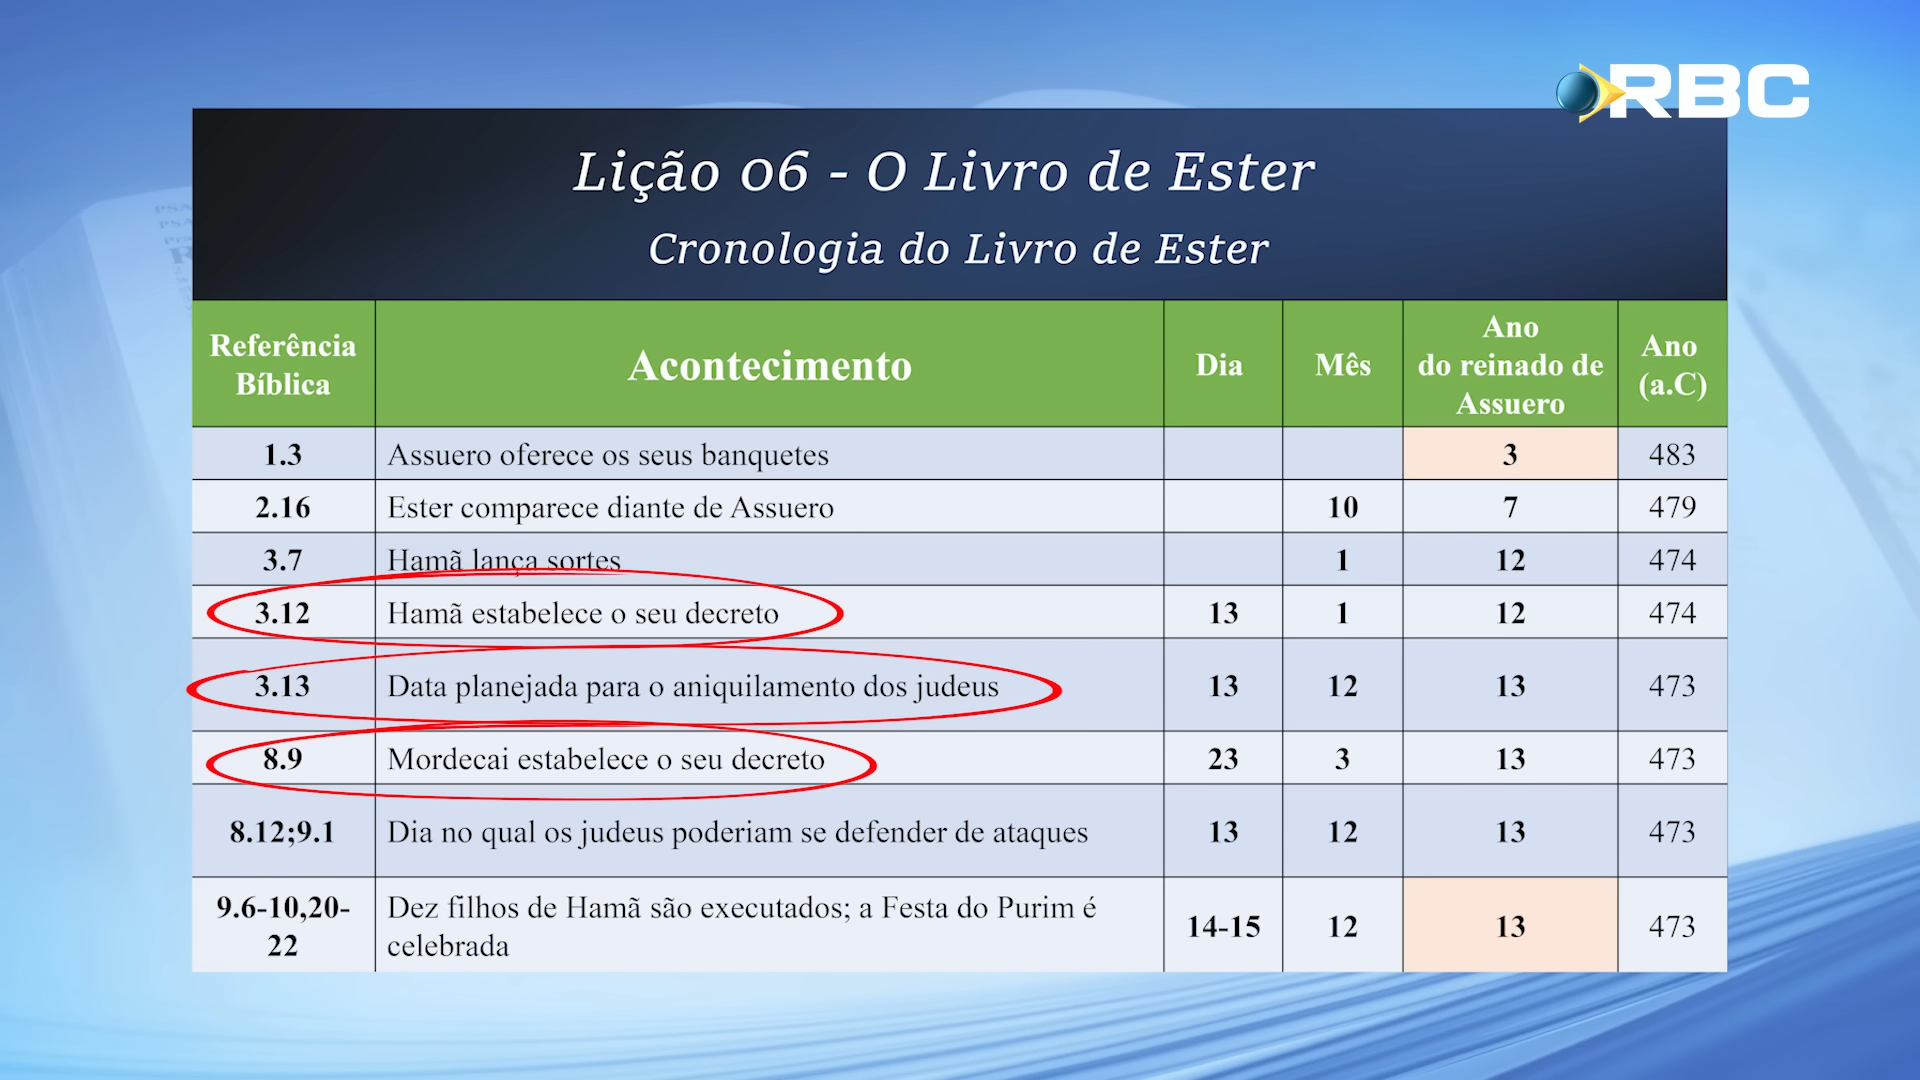 RBC
Lição 06 - O Livro de Ester
Cronologia do Livro de Ester
Referência Bíblica | Acontecimento | Dia | Mês | Ano do reinado de Assuero | Ano (a.C)
1.3 | Assuero oferece os seus banquetes | | | 3 | 483
2.16 | Ester comparece diante de Assuero | | 10 | 7 | 479
3.7 | Hamã lança sortes | | 1 | 12 | 474
3.12 | Hamã estabelece o seu decreto | 13 | 1 | 12 | 474
3.13 | Data planejada para o aniquilamento dos judeus | 13 | 12 | 13 | 473
8.9 | Mordecai estabelece o seu decreto | 23 | 3 | 13 | 473
8.12;9.1 | Dia no qual os judeus poderiam se defender de ataques | 13 | 12 | 13 | 473
9.6-10,20-22 | Dez filhos de Hamã são executados; a Festa do Purim é celebrada | 14-15 | 12 | 13 | 473